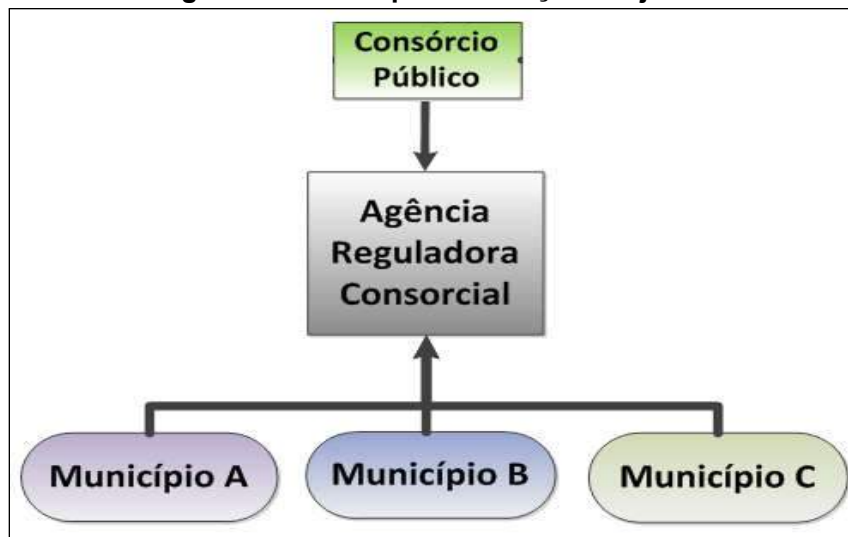 Consórcio
Público
Agência
Reguladora
Consorcial
Município A
Município B
Município C